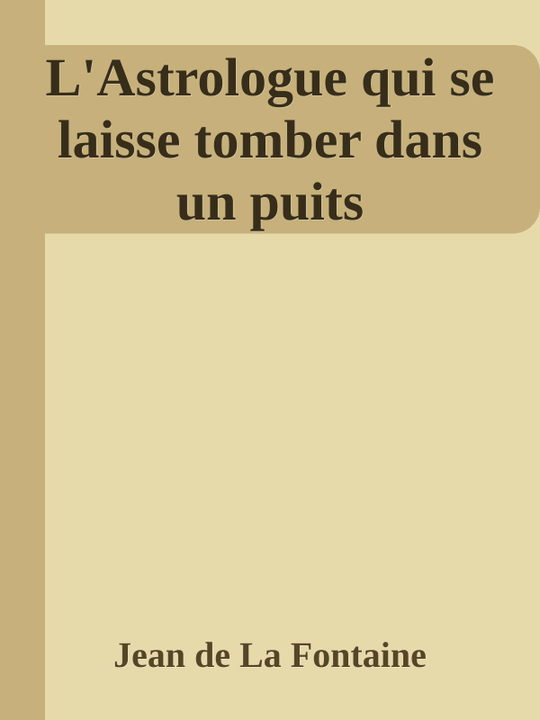 L'Astrologue qui se
laisse tomber dans
un puits
Jean de La Fontaine